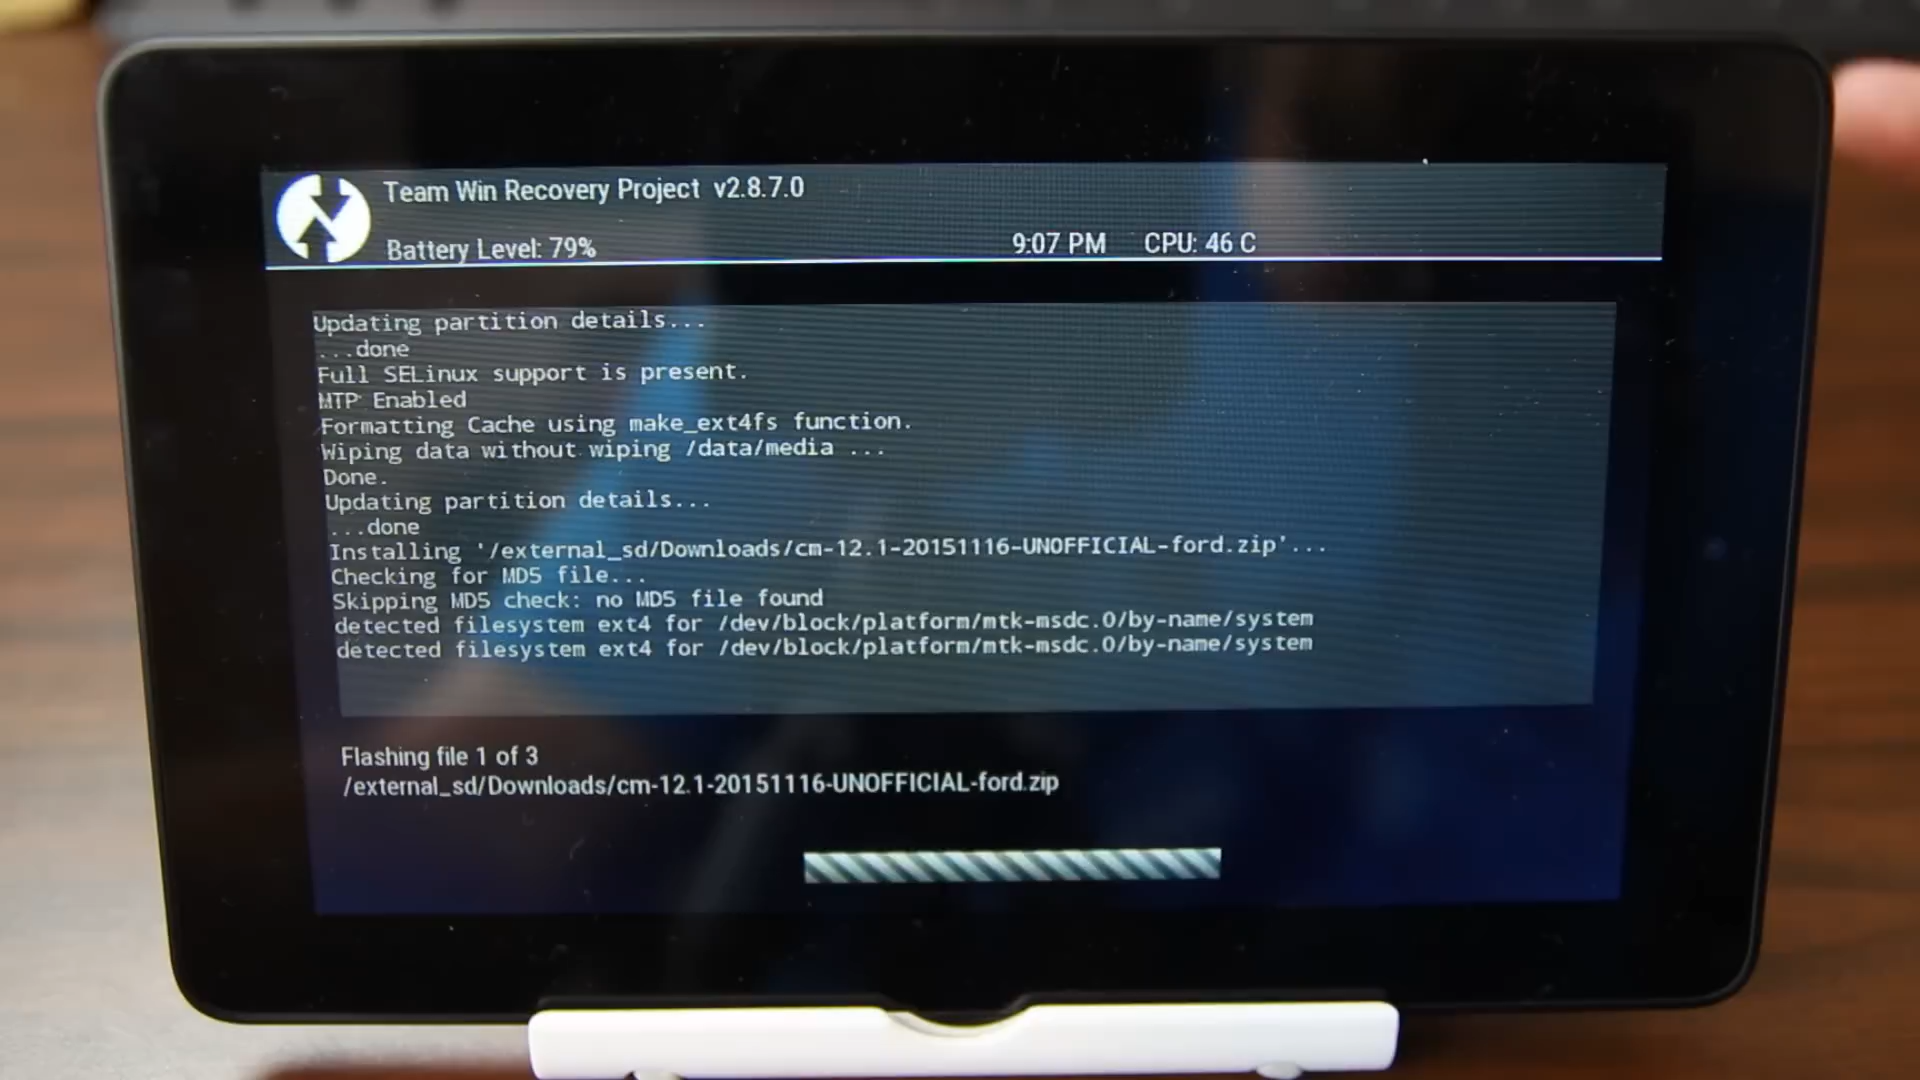 Team Win Recovery Project v2.8.7.0
Battery Level: 79%
9:07 PM CPU: 46 C
Updating partition details...
...done
Full SELinux support is present.
MTP Enabled
Formatting Cache using make_ext4fs function.
Wiping data without wiping /data/media ...
Done.
Updating partition details...
...done
Installing '/external_sd/Downloads/cm-12.1-20151116-UNOFFICIAL-ford.zip'...
Checking for MD5 file...
Skipping MD5 check: no MD5 file found
detected filesystem ext4 for /dev/block/platform/mtk-msdc.0/by-name/system
detected filesystem ext4 for /dev/block/platform/mtk-msdc.0/by-name/system
Flashing file 1 of 3
/external_sd/Downloads/cm-12.1-20151116-UNOFFICIAL-ford.zip